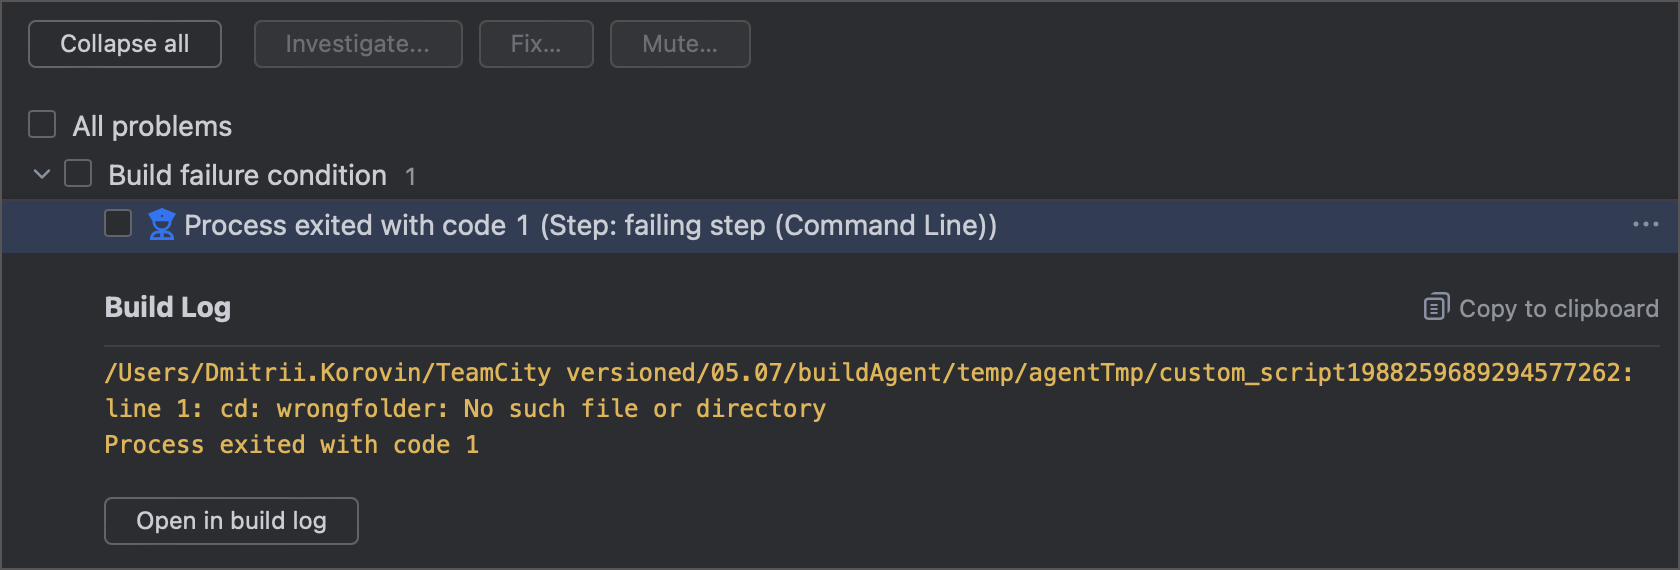 Collapse all Investigate... Fix... Mute...
All problems
Build failure condition 1
Process exited with code 1 (Step: failing step (Command Line))
Build Log Copy to clipboard
/Users/Dmitrii.Korovin/TeamCity versioned/05.07/buildAgent/temp/agentTmp/custom_script1988259689294577262:
line 1: cd: wrongfolder: No such file or directory
Process exited with code 1
Open in build log